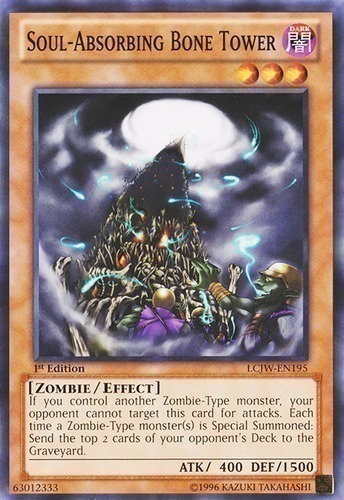 SOUL-ABSORBING BONE TOWER
DARK
闇
1st Edition
LCJW-EN195
[ZOMBIE / EFFECT]
If you control another Zombie-Type monster, your
opponent cannot target this card for attacks. Each
time a Zombie-Type monster(s) is Special Summoned:
Send the top 2 cards of your opponent's Deck to the
Graveyard.
ATK/ 400 DEF/1500
63012333
©1996 KAZUKI TAKAHASHI